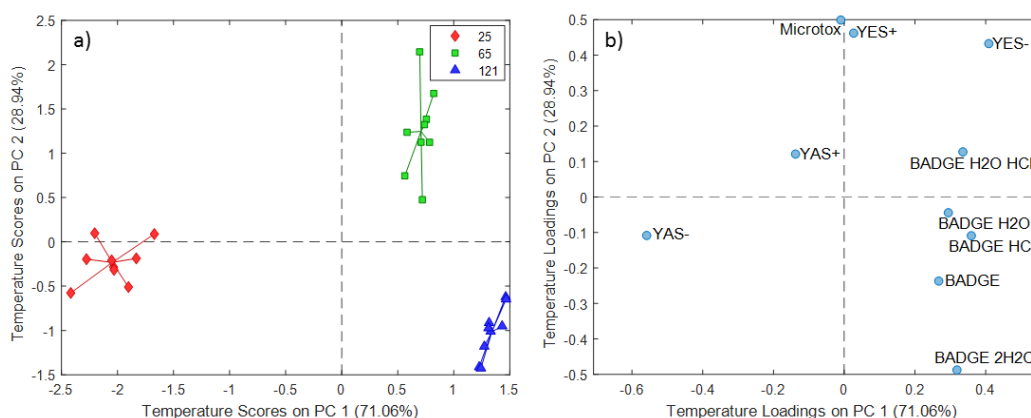 a)
25
65
121
2.5
2
1.5
1
0.5
0
-0.5
-1
-1.5
Temperature Scores on PC 2 (28.94%)
-2.5 -2 -1.5 -1 -0.5 0 0.5 1 1.5
Temperature Scores on PC 1 (71.06%)
b)
Microtox
YES+
YES-
YAS+
BADGE H2O HCl
YAS-
BADGE H2O
BADGE HCl
BADGE
BADGE 2H2O
0.5
0.4
0.3
0.2
0.1
0
-0.1
-0.2
-0.3
-0.4
-0.5
Temperature Loadings on PC 2 (28.94%)
-0.6 -0.4 -0.2 0 0.2 0.4
Temperature Loadings on PC 1 (71.06%)